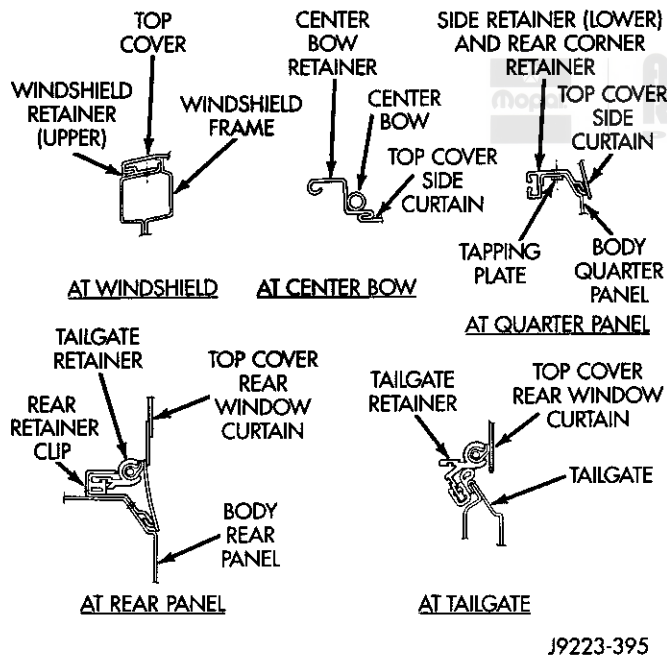 TOP
COVER
WINDSHIELD
RETAINER
(UPPER)
WINDSHIELD
FRAME
AT WINDSHIELD
CENTER
BOW
RETAINER
CENTER
BOW
TOP COVER
SIDE
CURTAIN
AT CENTER BOW
SIDE RETAINER (LOWER)
AND REAR CORNER
RETAINER
Mopar
TOP COVER
SIDE
CURTAIN
TAPPING
PLATE
BODY
QUARTER
PANEL
AT QUARTER PANEL
TAILGATE
RETAINER
REAR
RETAINER
CLIP
TOP COVER
REAR
WINDOW
CURTAIN
BODY
REAR
PANEL
AT REAR PANEL
TAILGATE
RETAINER
TOP COVER
REAR WINDOW
CURTAIN
TAILGATE
AT TAILGATE
J9223-395